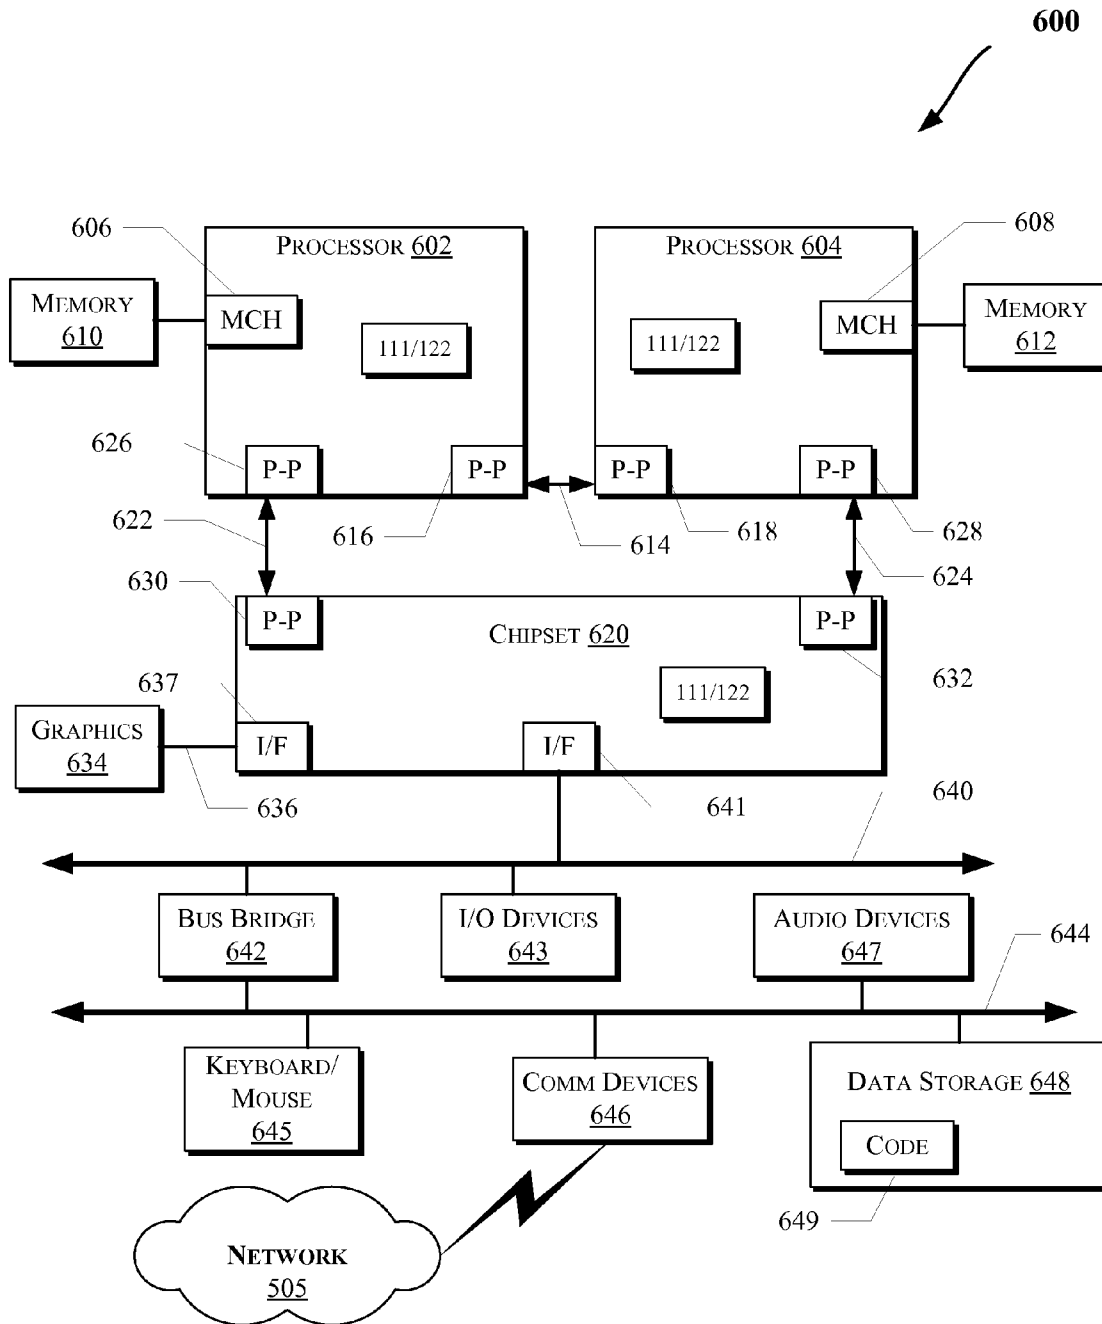 600
606
PROCESSOR 602
PROCESSOR 604
608
MEMORY
610
MCH
111/122
111/122
MCH
MEMORY
612
626
P-P
P-P
P-P
P-P
622
616
614
618
628
624
630
P-P
CHIPSET 620
P-P
632
637
111/122
GRAPHICS
634
I/F
I/F
636
641
640
BUS BRIDGE
642
I/O DEVICES
643
AUDIO DEVICES
647
644
KEYBOARD/
MOUSE
645
COMM DEVICES
646
DATA STORAGE 648
CODE
649
NETWORK
505